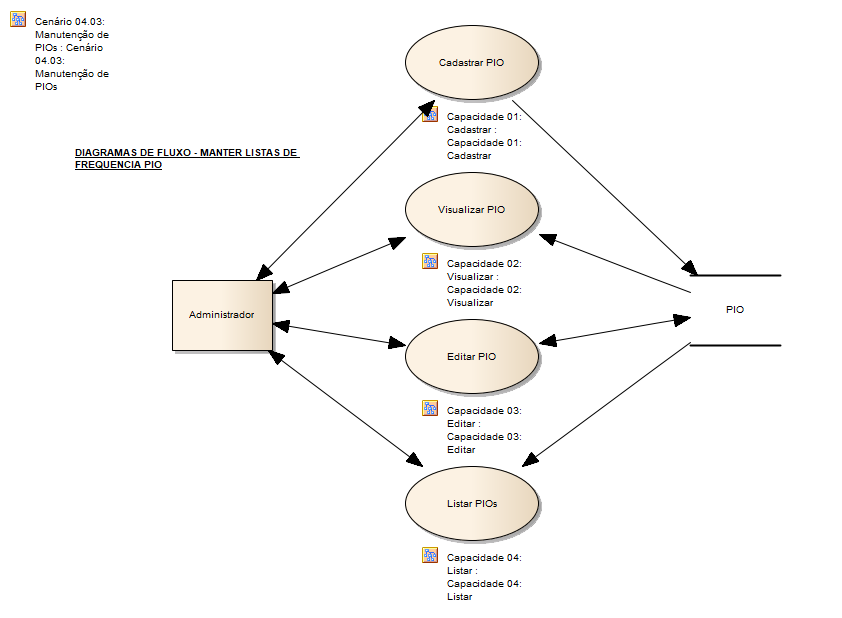 Cenário 04.03:
Manutenção de
PIOs : Cenário
04.03:
Manutenção de
PIOs
DIAGRAMAS DE FLUXO - MANTER LISTAS DE
FREQUENCIA PIO
Cadastrar PIO
Capacidade 01:
Cadastrar :
Capacidade 01:
Cadastrar
Visualizar PIO
Capacidade 02:
Visualizar :
Capacidade 02:
Visualizar
Administrador
PIO
Editar PIO
Capacidade 03:
Editar :
Capacidade 03:
Editar
Listar PIOs
Capacidade 04:
Listar :
Capacidade 04:
Listar